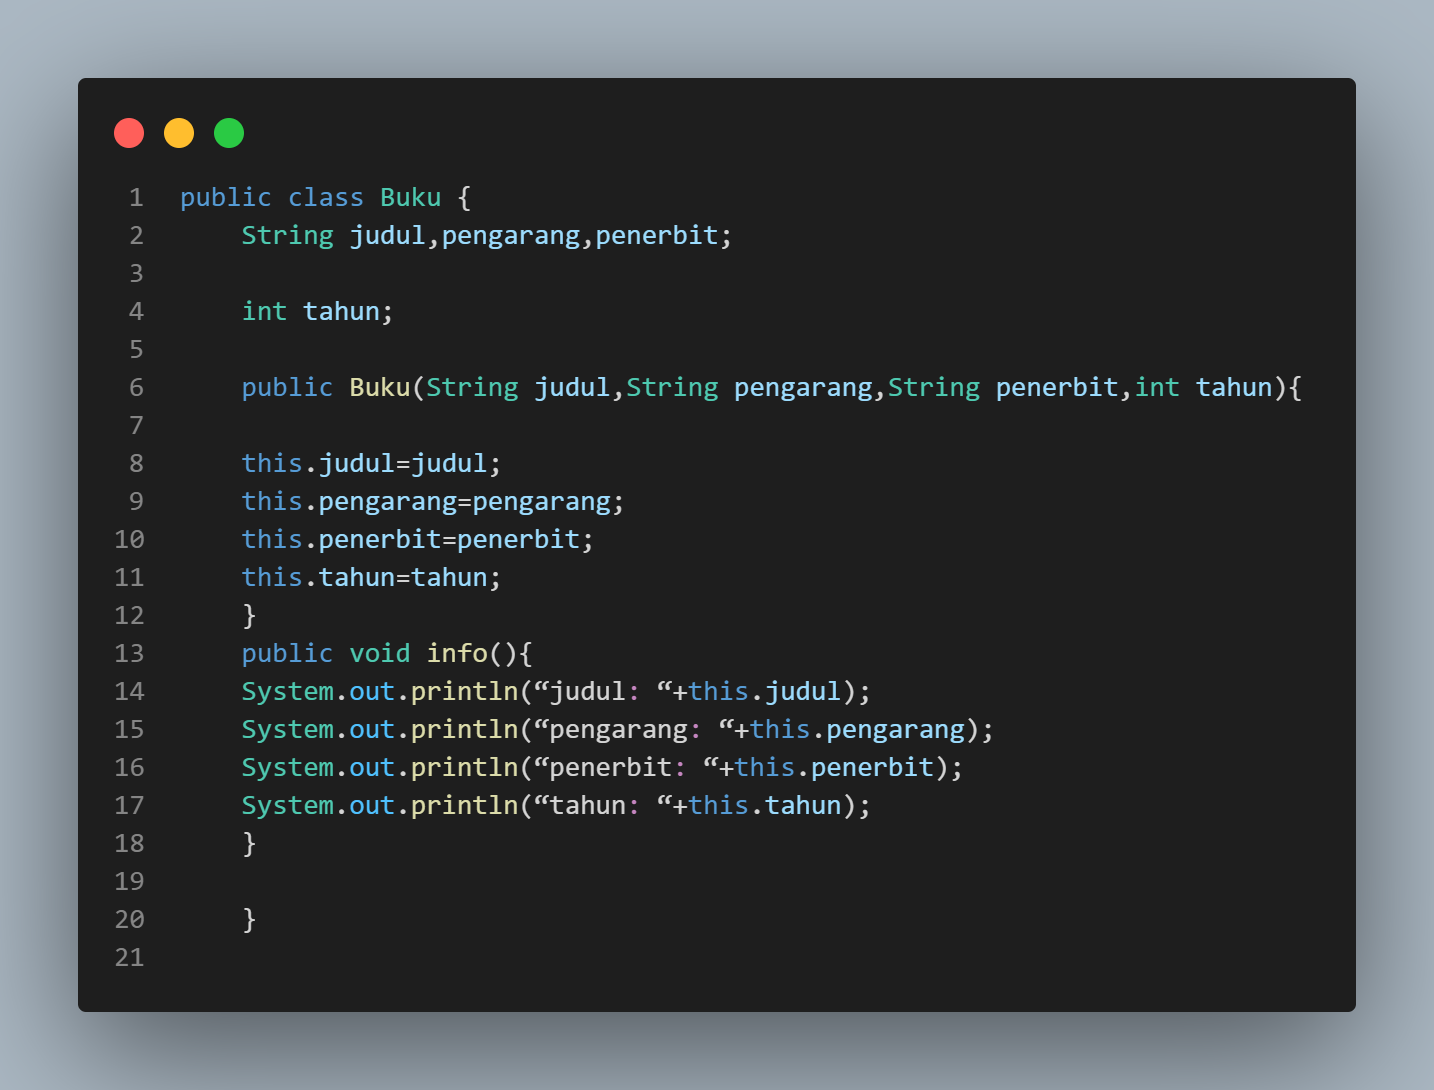 1 public class Buku {
2     String judul,pengarang,penerbit;
3
4     int tahun;
5
6     public Buku(String judul,String pengarang,String penerbit,int tahun){
7
8     this.judul=judul;
9     this.pengarang=pengarang;
10     this.penerbit=penerbit;
11     this.tahun=tahun;
12     }
13     public void info(){
14     System.out.println(“judul: “+this.judul);
15     System.out.println(“pengarang: “+this.pengarang);
16     System.out.println(“penerbit: “+this.penerbit);
17     System.out.println(“tahun: “+this.tahun);
18     }
19
20     }
21